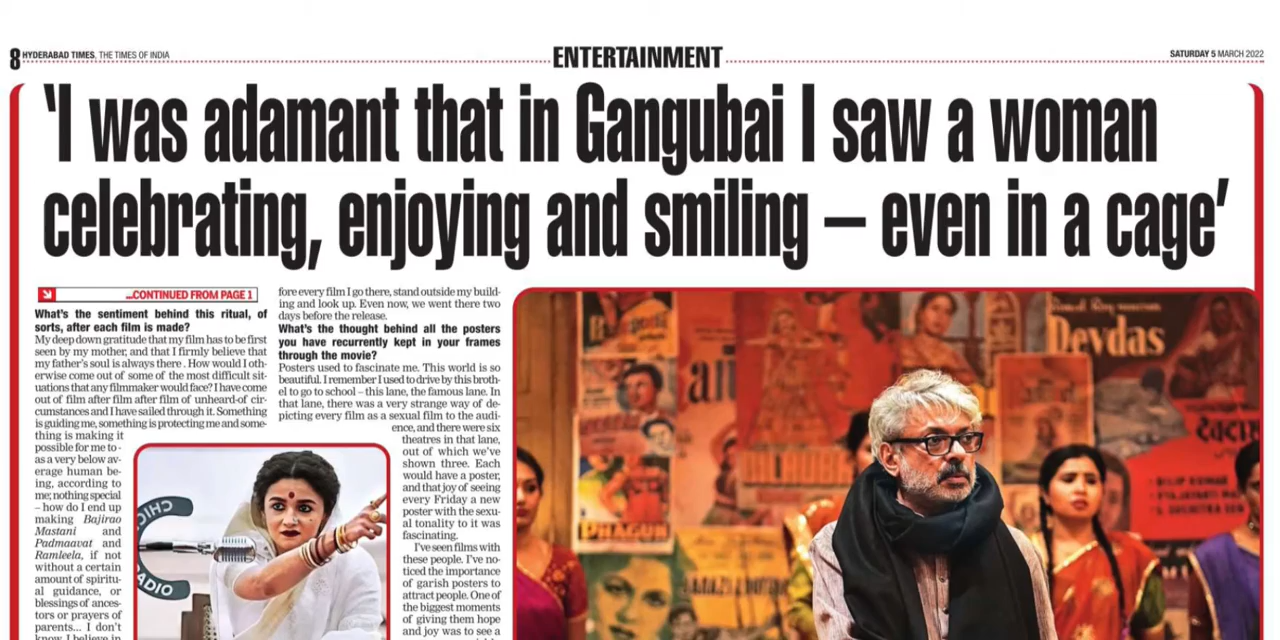 8 HYDERABAD TIMES, THE TIMES OF INDIA
ENTERTAINMENT
SATURDAY 5 MARCH 2022
‘I was adamant that in Gangubai I saw a woman
celebrating, enjoying and smiling – even in a cage’
...CONTINUED FROM PAGE 1
What's the sentiment behind this ritual, of
sorts, after each film is made?
My deep down gratitude that my film has to be first
seen by my mother, and that I firmly believe that
my father's soul is always there . How would I oth-
erwise come out of some of the most difficult sit-
uations that any filmmaker would face? I have come
out of film after film after film of unheard-of cir-
cumstances and I have sailed through it. Something
is guiding me, something is protecting me and some-
thing is making it
possible for me to -
as a very below av-
erage human be-
ing, according to
me; nothing special
– how do I end up
making Bajirao
Mastani and
Padmaavat and
Ramleela, if not
without a certain
amount of spiritu-
al guidance, or
blessings of ances-
tors or prayers of
parents... I don't
know. I believe in
fore every film I go there, stand outside my build-
ing and look up. Even now, we went there two
days before the release.
What's the thought behind all the posters
you have recurrently kept in your frames
through the movie?
Posters used to fascinate me. This world is so
beautiful. I remember I used to drive by this broth-
el to go to school – this lane, the famous lane. In
that lane, there was a very strange way of de-
picting every film as a sexual film to the audi-
ence, and there were six
theatres in that lane,
out of which we've
shown three. Each
would have a poster,
and that joy of seeing
every Friday a new
poster with the sexu-
al tonality to it was
fascinating.
I've seen films with
these people. I've no-
ticed the importance
of garish posters to
attract people. One of
the biggest moments
of giving them hope
and joy was to see a
RADIO
Bimal Roy
Devdas
देवदास
DILIP KUMAR
PHAGUN